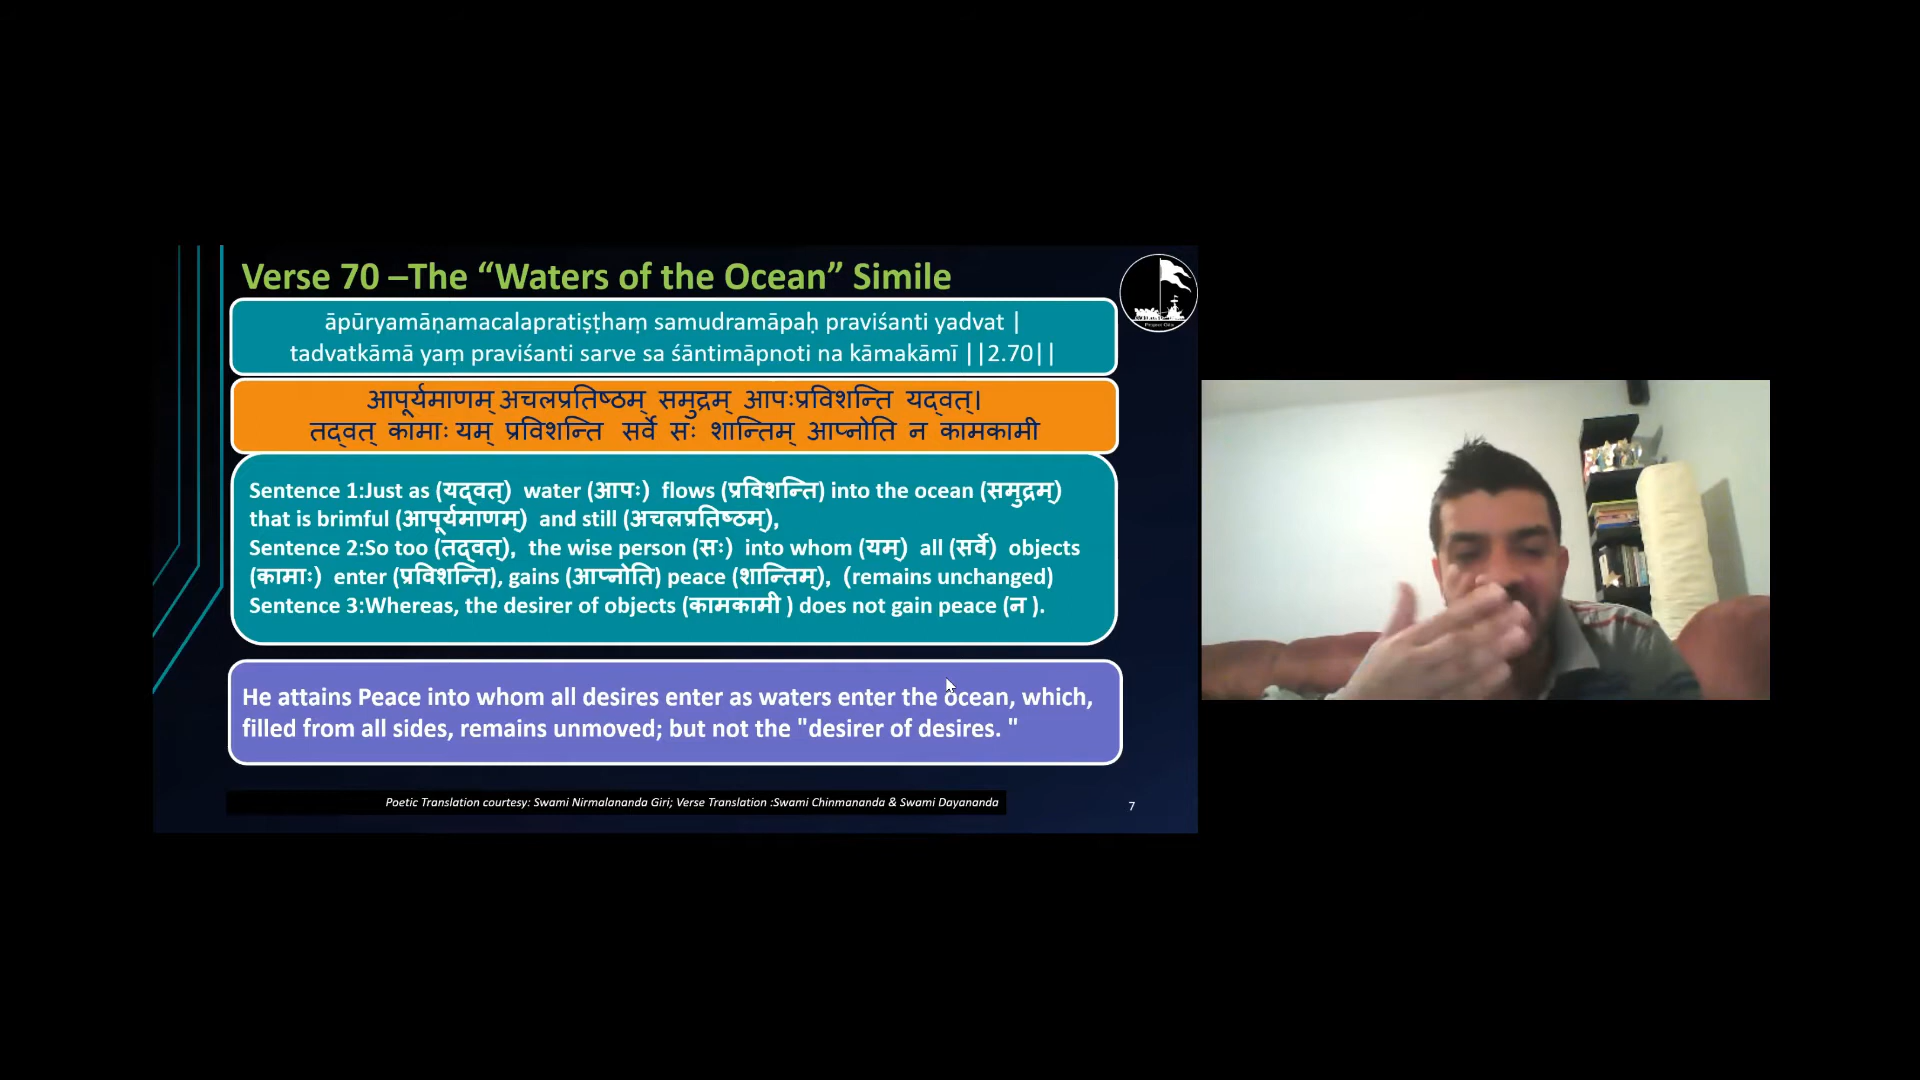 Verse 70 –The “Waters of the Ocean” Simile
āpūryamāṇamacalapratiṣṭhaṃ samudramāpaḥ praviśanti yadvat |
tadvatkāmā yaṃ praviśanti sarve sa śāntimāpnoti na kāmakāmī ||2.70||
आपूर्यमाणम् अचलप्रतिष्ठम् समुद्रम् आपःप्रविशन्ति यद्वत्।
तद्वत् कामाः यम् प्रविशन्ति सर्वे सः शान्तिम् आप्नोति न कामकामी
Sentence 1:Just as (यद्वत्) water (आपः) flows (प्रविशन्ति) into the ocean (समुद्रम्)
that is brimful (आपूर्यमाणम्) and still (अचलप्रतिष्ठम्),
Sentence 2:So too (तद्वत्), the wise person (सः) into whom (यम्) all (सर्वे) objects
(कामाः) enter (प्रविशन्ति), gains (आप्नोति) peace (शान्तिम्), (remains unchanged)
Sentence 3:Whereas, the desirer of objects (कामकामी ) does not gain peace (न ).
He attains Peace into whom all desires enter as waters enter the ocean, which,
filled from all sides, remains unmoved; but not the "desirer of desires. "
Poetic Translation courtesy: Swami Nirmalananda Giri; Verse Translation :Swami Chinmananda & Swami Dayananda
7